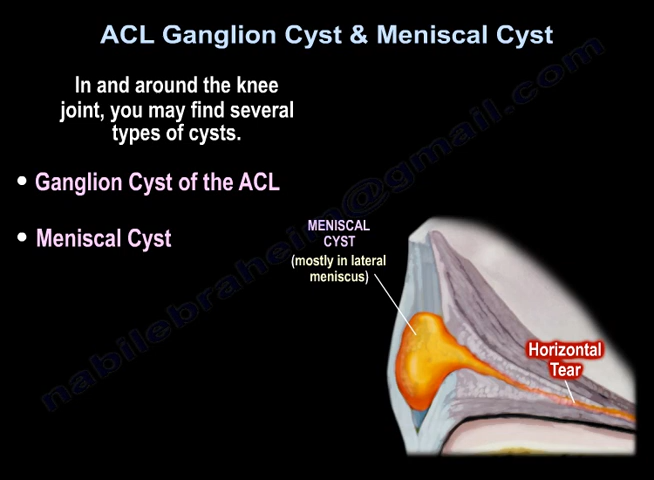 ACL Ganglion Cyst & Meniscal Cyst
In and around the knee
joint, you may find several
types of cysts.
• Ganglion Cyst of the ACL
• Meniscal Cyst
MENISCAL
CYST
(mostly in lateral
meniscus)
Horizontal
Tear
nabilebraheim@gmail.com